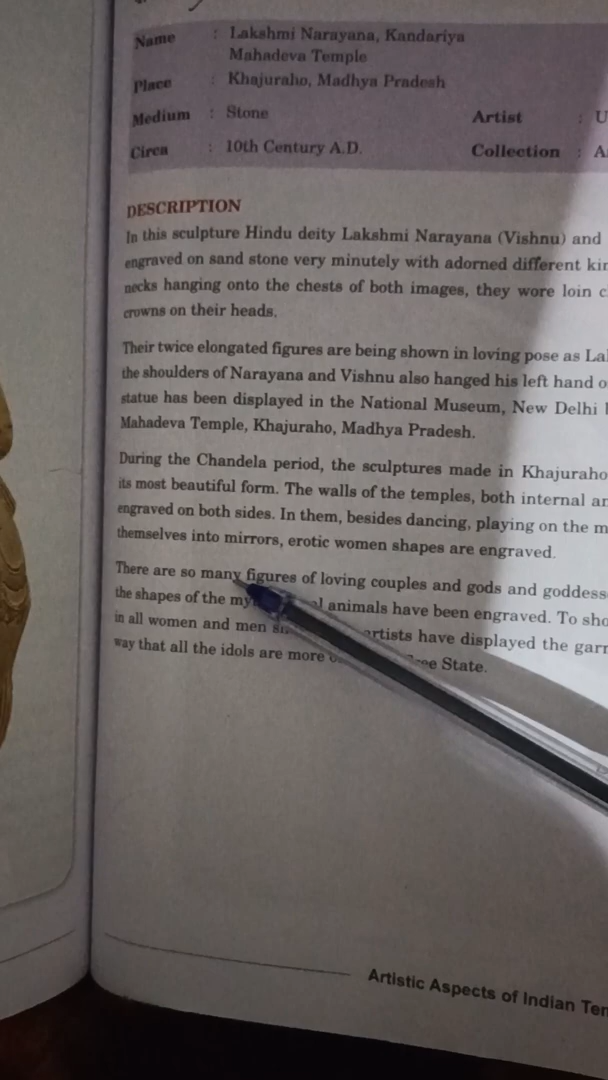 Name : Lakshmi Narayana, Kandariya
Mahadeva Temple
Place : Khajuraho, Madhya Pradesh
Medium : Stone Artist :
Circa : 10th Century A.D. Collection :
DESCRIPTION
In this sculpture Hindu deity Lakshmi Narayana (Vishnu) and
engraved on sand stone very minutely with adorned different
necks hanging onto the chests of both images, they wore loin
crowns on their heads.
Their twice elongated figures are being shown in loving pose as
the shoulders of Narayana and Vishnu also hanged his left hand
statue has been displayed in the National Museum, New Delhi
Mahadeva Temple, Khajuraho, Madhya Pradesh.
During the Chandela period, the sculptures made in Khajuraho
its most beautiful form. The walls of the temples, both internal
engraved on both sides. In them, besides dancing, playing on the
themselves into mirrors, erotic women shapes are engraved.
There are so many figures of loving couples and gods and
the shapes of the animals have been engraved. To
in all women and men artists have displayed the
way that all the idols are more State.
Artistic Aspects of Indian